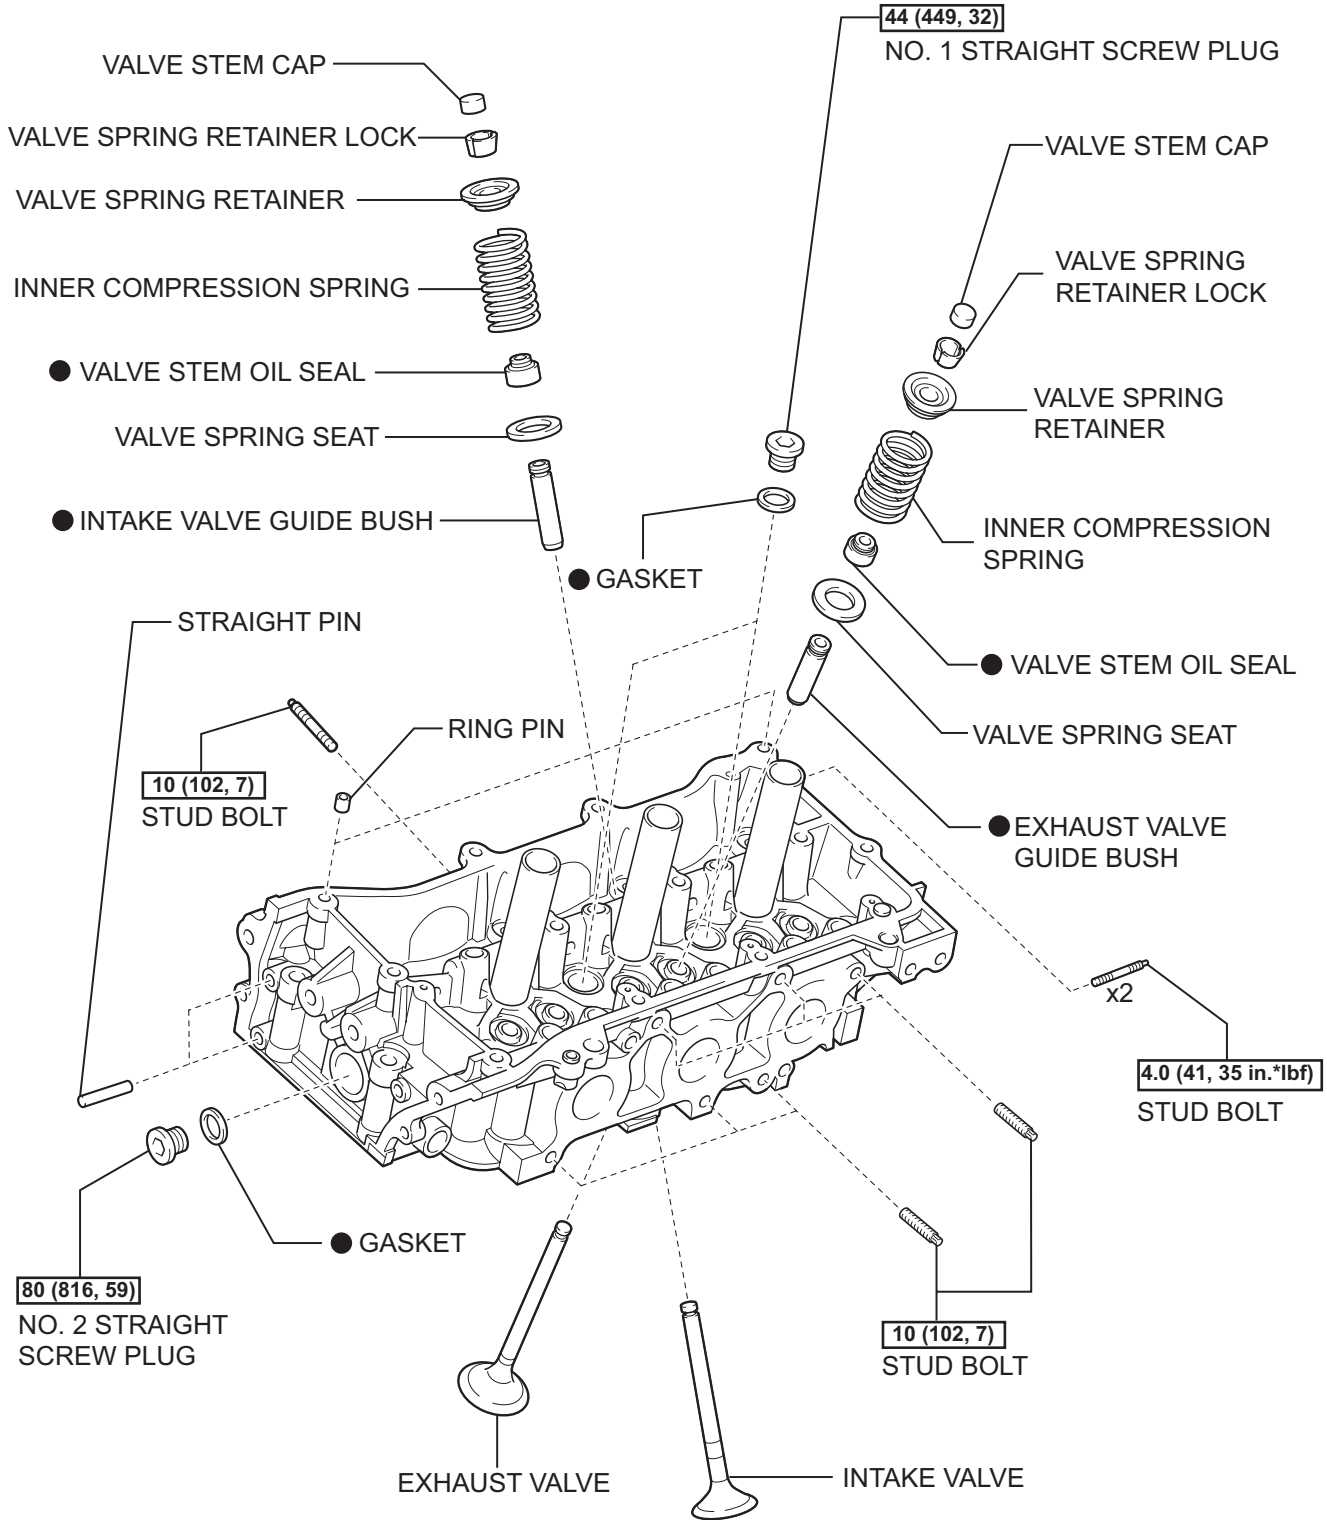 44 (449, 32)
NO. 1 STRAIGHT SCREW PLUG
VALVE STEM CAP
VALVE SPRING RETAINER LOCK
VALVE STEM CAP
VALVE SPRING RETAINER
VALVE SPRING
RETAINER LOCK
INNER COMPRESSION SPRING
● VALVE STEM OIL SEAL
VALVE SPRING
RETAINER
VALVE SPRING SEAT
● INTAKE VALVE GUIDE BUSH
INNER COMPRESSION
SPRING
● GASKET
STRAIGHT PIN
● VALVE STEM OIL SEAL
RING PIN
VALVE SPRING SEAT
10 (102, 7)
STUD BOLT
● EXHAUST VALVE
GUIDE BUSH
x2
4.0 (41, 35 in.*lbf)
STUD BOLT
● GASKET
80 (816, 59)
NO. 2 STRAIGHT
SCREW PLUG
10 (102, 7)
STUD BOLT
EXHAUST VALVE
INTAKE VALVE